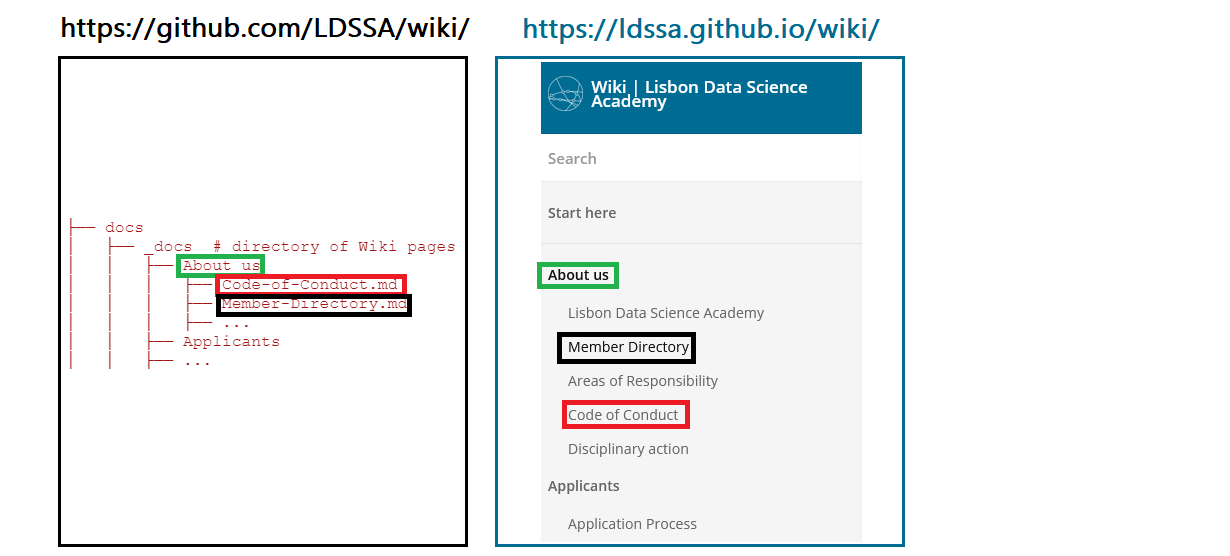 https://github.com/LDSSA/wiki/
├── docs
│   ├── _docs  # directory of Wiki pages
│   │   ├── About us
│   │   │   ├── Code-of-Conduct.md
│   │   │   ├── Member-Directory.md
│   │   │   ├── ...
│   │   ├── Applicants
│   │   ├── ...
https://ldssa.github.io/wiki/
Wiki | Lisbon Data Science
Academy
Search
Start here
About us
Lisbon Data Science Academy
Member Directory
Areas of Responsibility
Code of Conduct
Disciplinary action
Applicants
Application Process